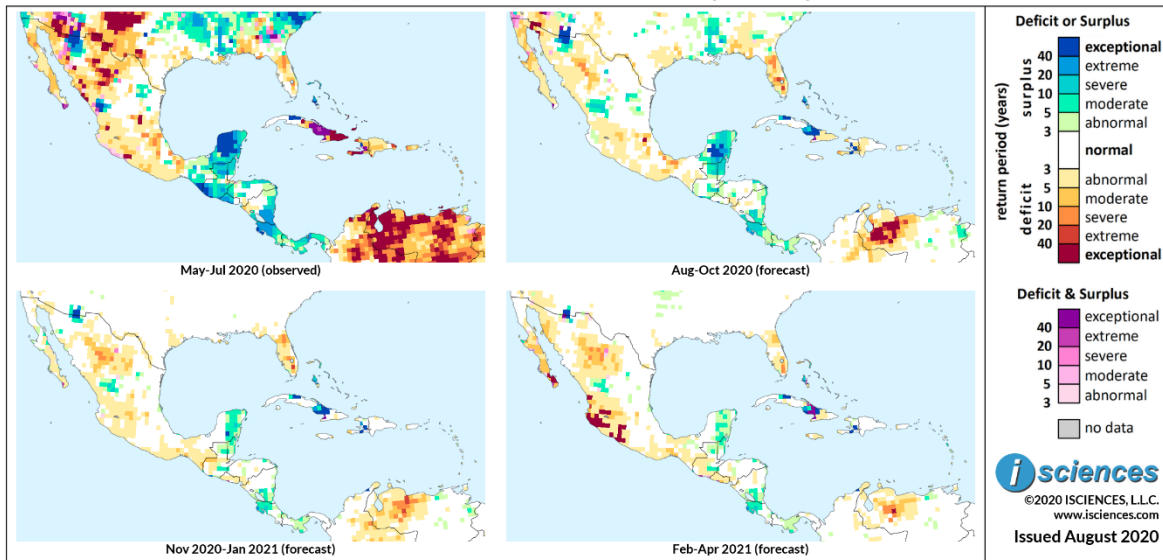 May-Jul 2020 (observed)
Aug-Oct 2020 (forecast)
Nov 2020-Jan 2021 (forecast)
Feb-Apr 2021 (forecast)
Deficit or Surplus
return period (years)
surplus
deficit
exceptional
40
extreme
20
severe
10
moderate
5
abnormal
3
normal
3
abnormal
5
moderate
10
severe
20
extreme
40
exceptional
Deficit & Surplus
exceptional
40
extreme
20
severe
10
moderate
5
abnormal
3
no data
i sciences
©2020 ISCIENCES, L.L.C.
www.isciences.com
Issued August 2020